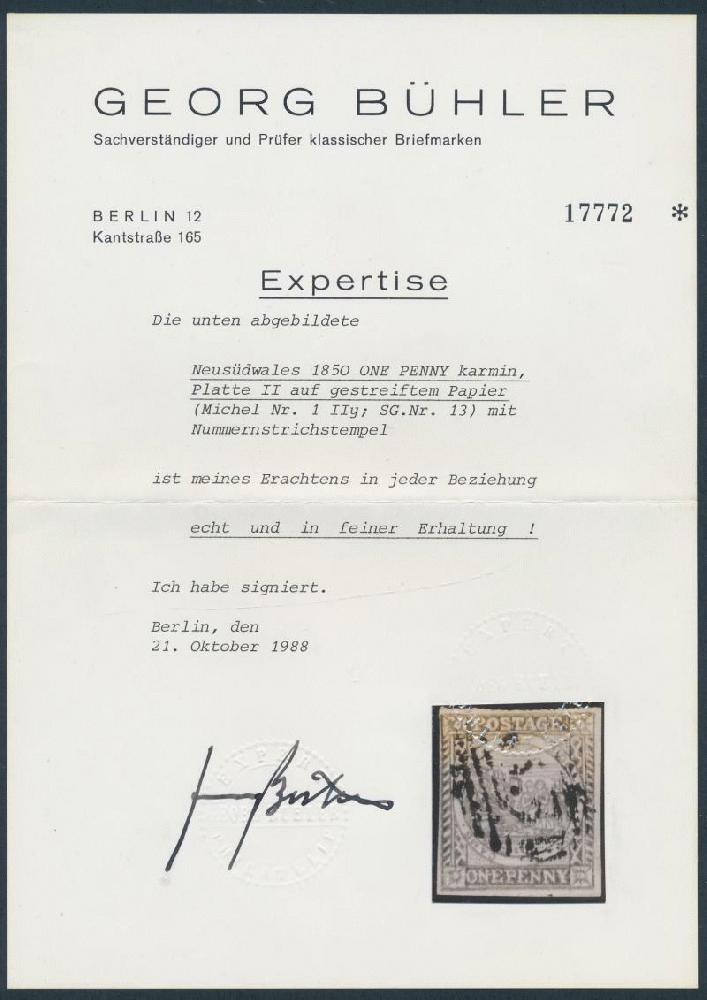 GEORG BÜHLER
Sachverständiger und Prüfer klassischer Briefmarken
BERLIN 12
Kantstraße 165
17772 *
Expertise
Die unten abgebildete
Neusüdwales 1850 ONE PENNY karmin,
Platte II auf gestreiftem Papier
(Michel Nr. 1 IIy; SG.Nr. 13) mit
Nummernstrichstempel
ist meines Erachtens in jeder Beziehung
echt und in feiner Erhaltung !
Ich habe signiert.
Berlin, den
21. Oktober 1988
POSTAGE
ONE PENNY